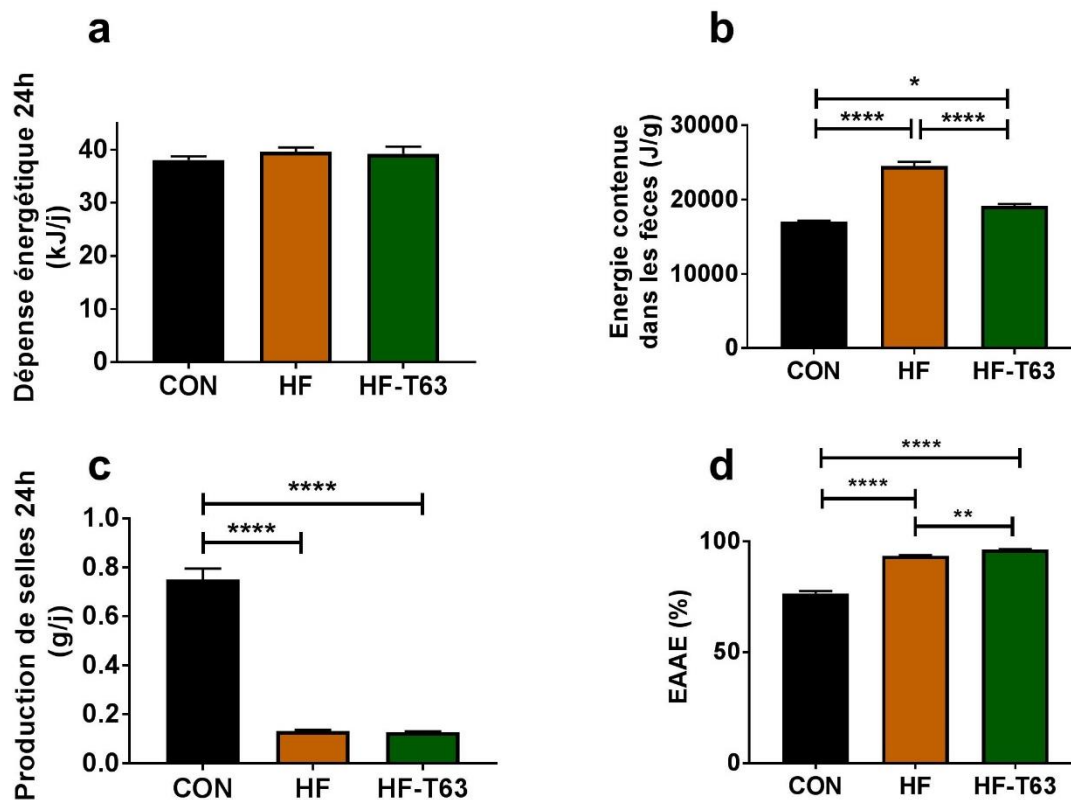 a
Dépense énergétique 24h
(kJ/j)
40
30
20
10
0
CON HF HF-T63
b
Energie contenue
dans les fèces (J/g)
*
**** ****
30000
20000
10000
0
CON HF HF-T63
c
Production de selles 24h
(g/j)
****
****
1.0
0.8
0.6
0.4
0.2
0.0
CON HF HF-T63
d
EAAE (%)
****
****
**
100
50
0
CON HF HF-T63